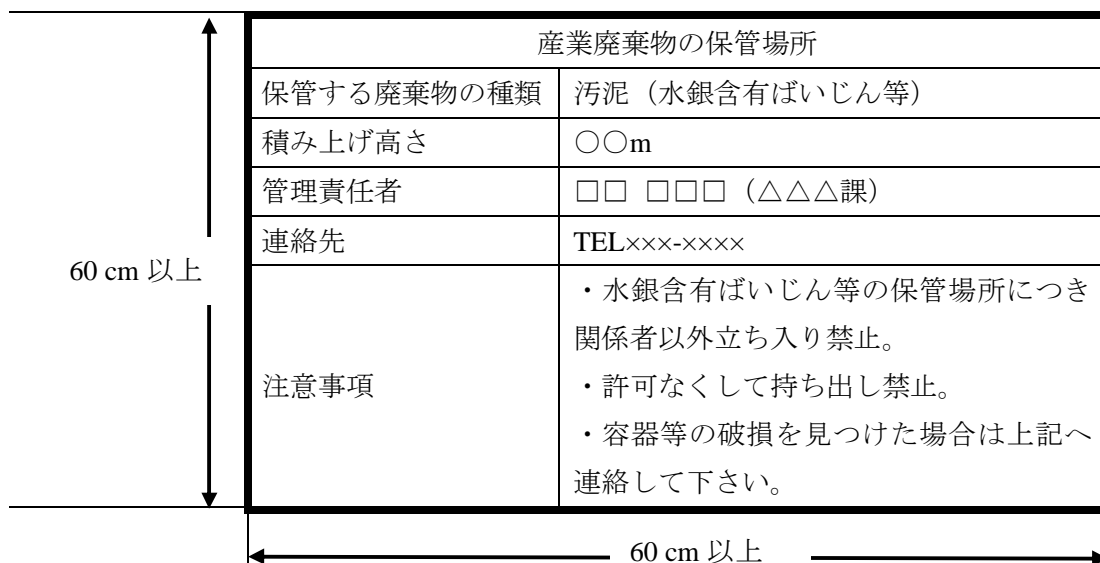 産業廃棄物の保管場所
保管する廃棄物の種類 汚泥（水銀含有ばいじん等）
積み上げ高さ ○○m
管理責任者 □□ □□□（△△△課）
連絡先 TEL×××-××××
60 cm 以上
注意事項
・水銀含有ばいじん等の保管場所につき
関係者以外立ち入り禁止。
・許可なくして持ち出し禁止。
・容器等の破損を見つけた場合は上記へ
連絡して下さい。
60 cm 以上